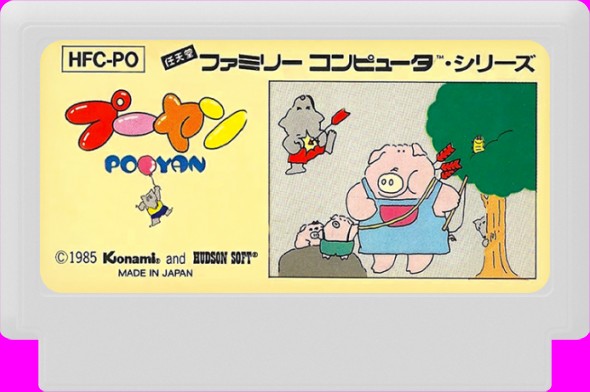 HFC-PO
任天堂 ファミリー コンピュータ™・シリーズ
プーヤン
POOYAN
©1985 Konami® and HUDSON SOFT®
MADE IN JAPAN